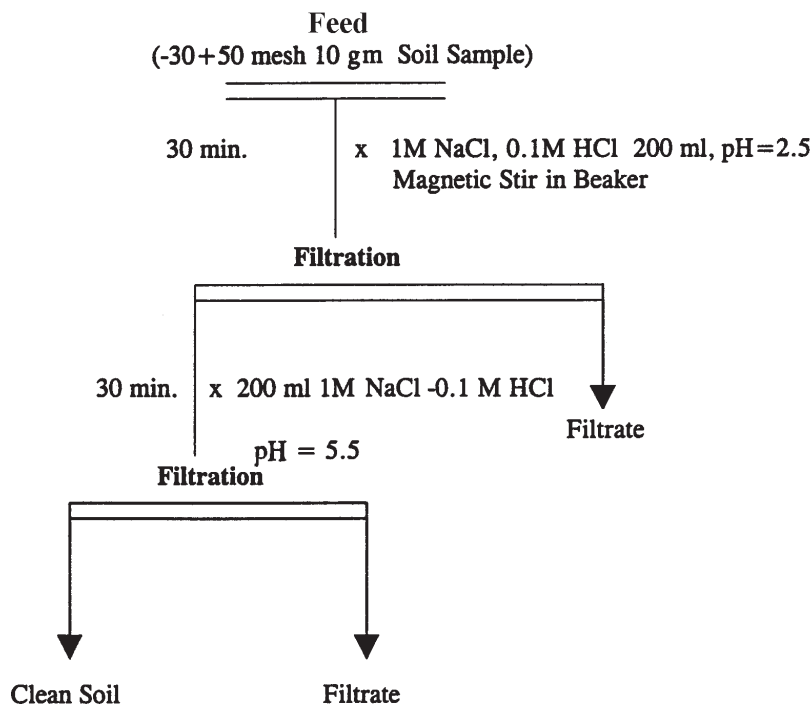 Feed
(-30+50 mesh 10 gm Soil Sample)
30 min. x 1M NaCl, 0.1M HCl 200 ml, pH=2.5
Magnetic Stir in Beaker
Filtration
30 min. x 200 ml 1M NaCl -0.1 M HCl
Filtrate
pH = 5.5
Filtration
Clean Soil Filtrate